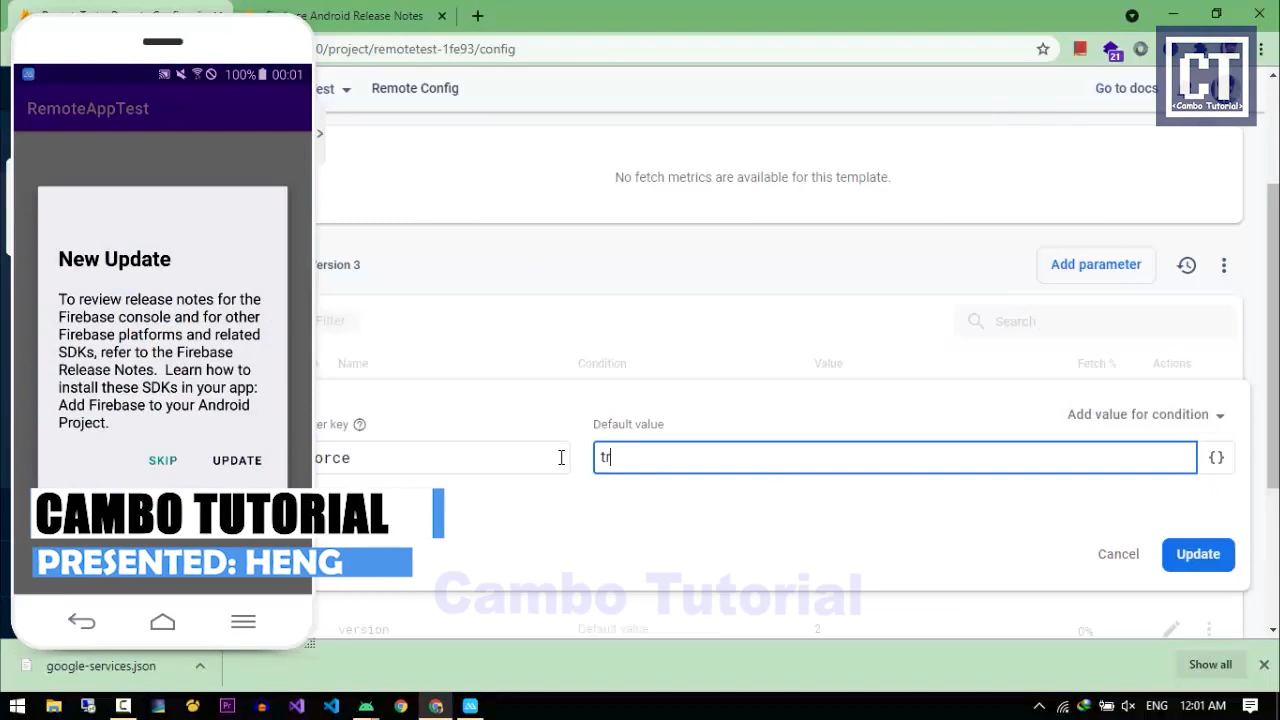 are Android Release Notes
0/project/remotetest-1fe93/config
21
100% 00:01
RemoteAppTest
est
Remote Config
Go to docs
CT
<Cambo Tutorial>
No fetch metrics are available for this template.
New Update
To review release notes for the
Firebase console and for other
Firebase platforms and related
SDKs, refer to the Firebase
Release Notes. Learn how to
install these SDKs in your app:
Add Firebase to your Android
Project.
SKIP
UPDATE
ersion 3
Add parameter
Filter
Search
Name
Condition
Value
Fetch %
Actions
Add value for condition
er key
Default value
orce
tr
{}
Cancel
Update
CAMBO TUTORIAL
PRESENTED: HENG
Cambo Tutorial
version
Default value
2
0%
google-services.json
Show all
Pr
ENG
12:01 AM